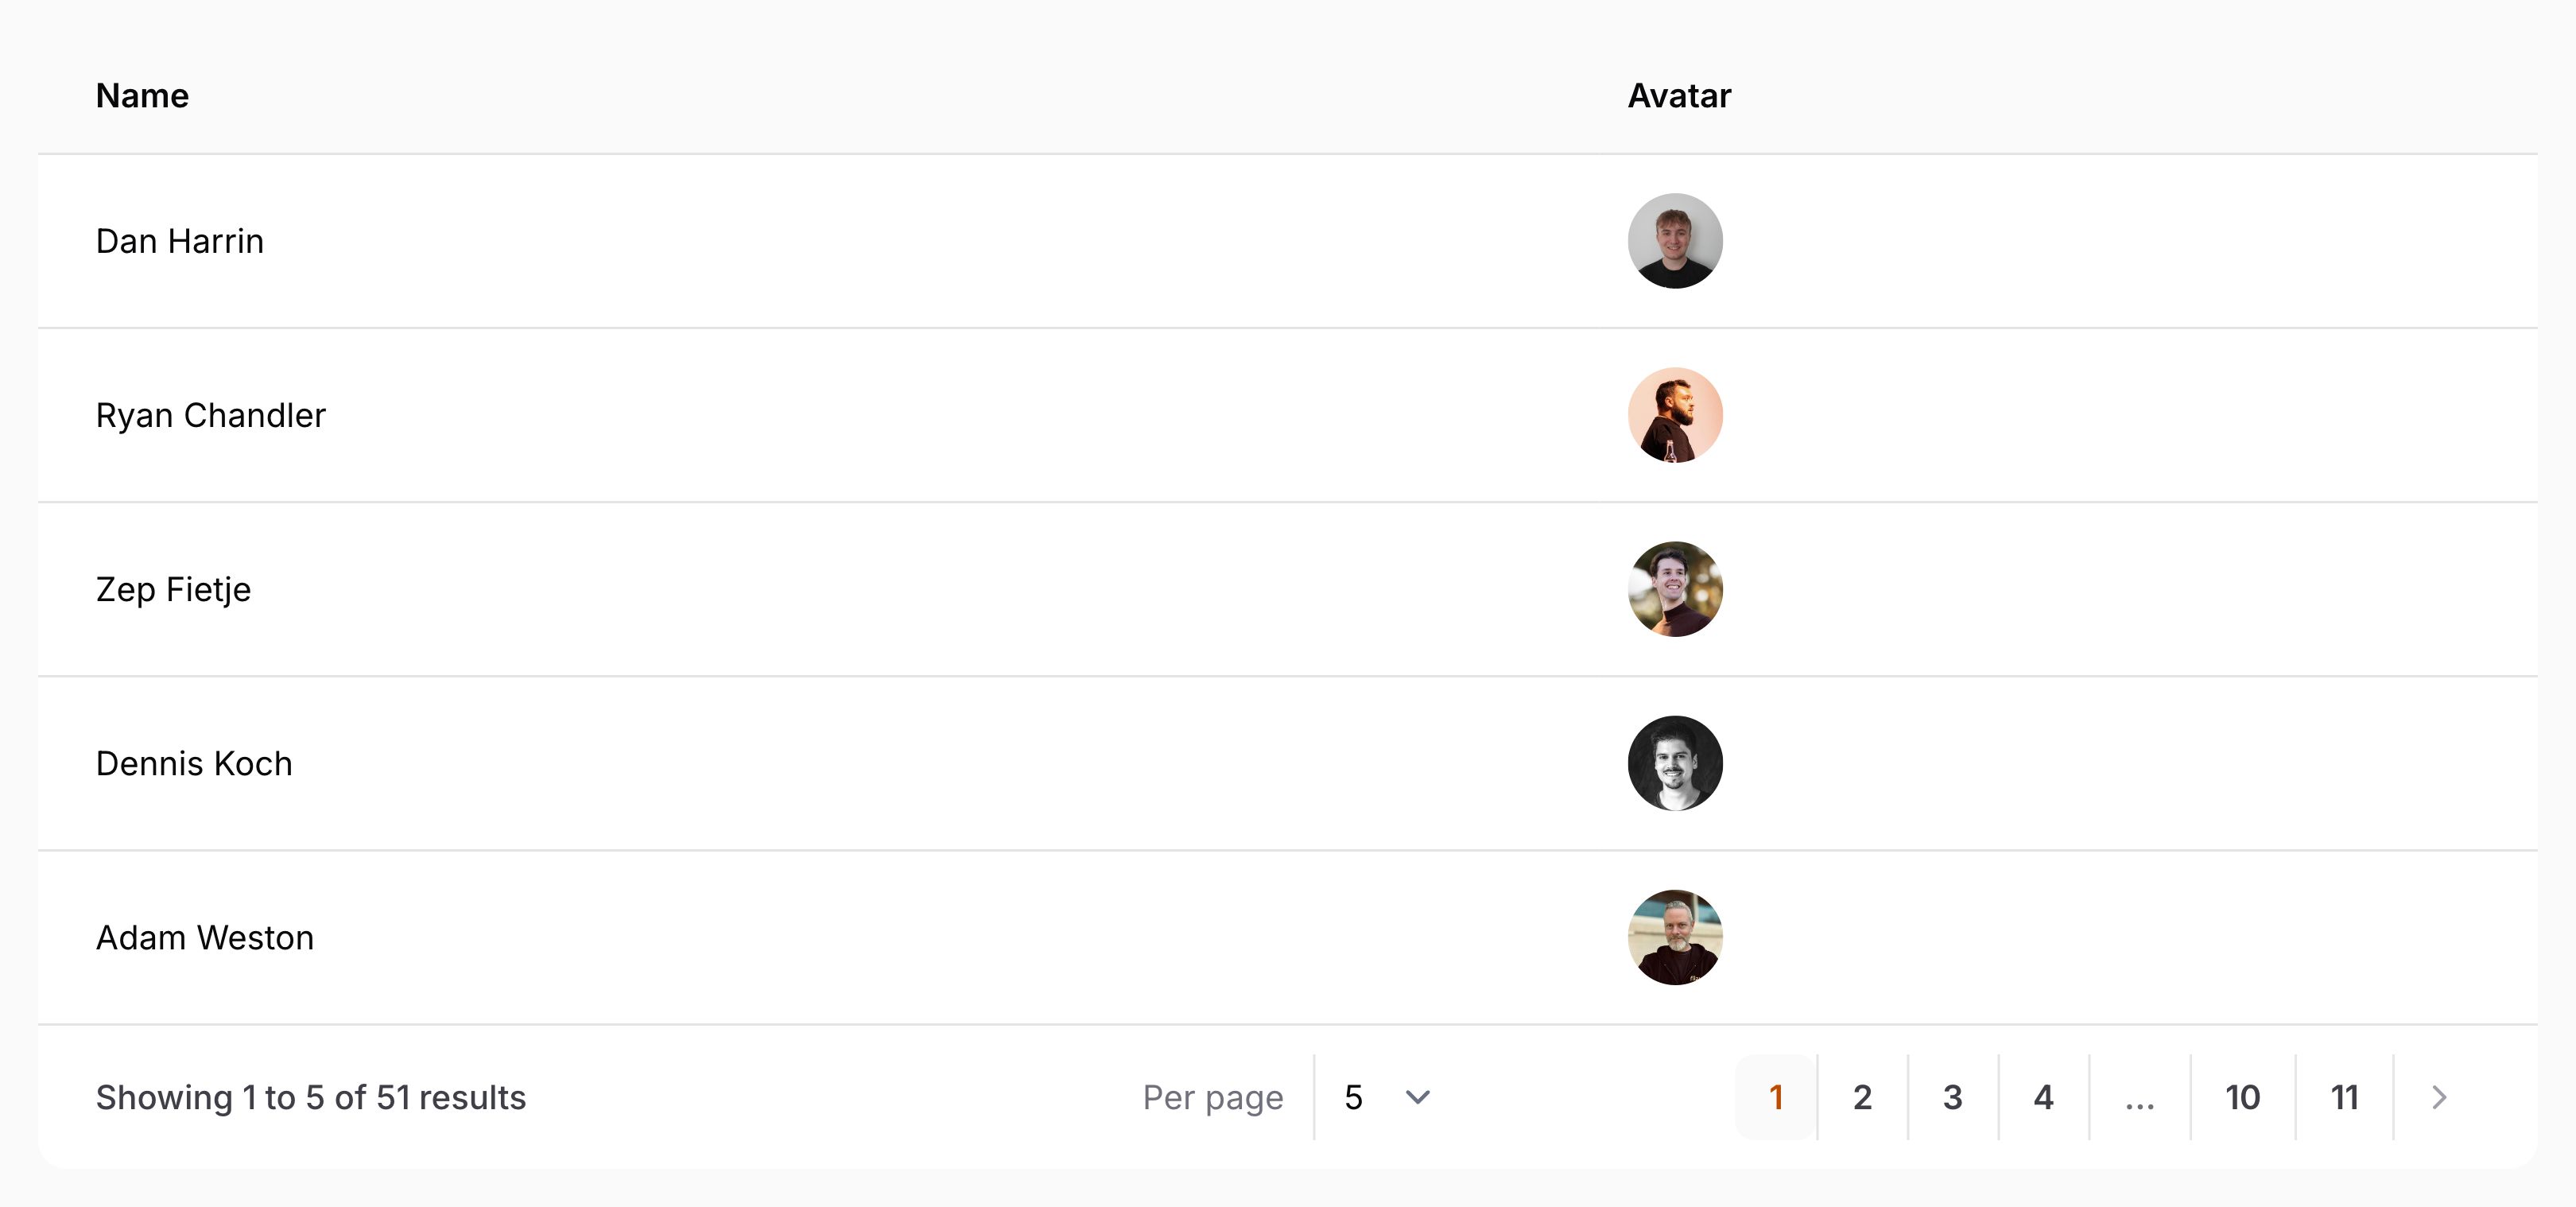 Name Avatar
Dan Harrin
Ryan Chandler
Zep Fietje
Dennis Koch
Adam Weston
Showing 1 to 5 of 51 results Per page 5 1 2 3 4 ... 10 11